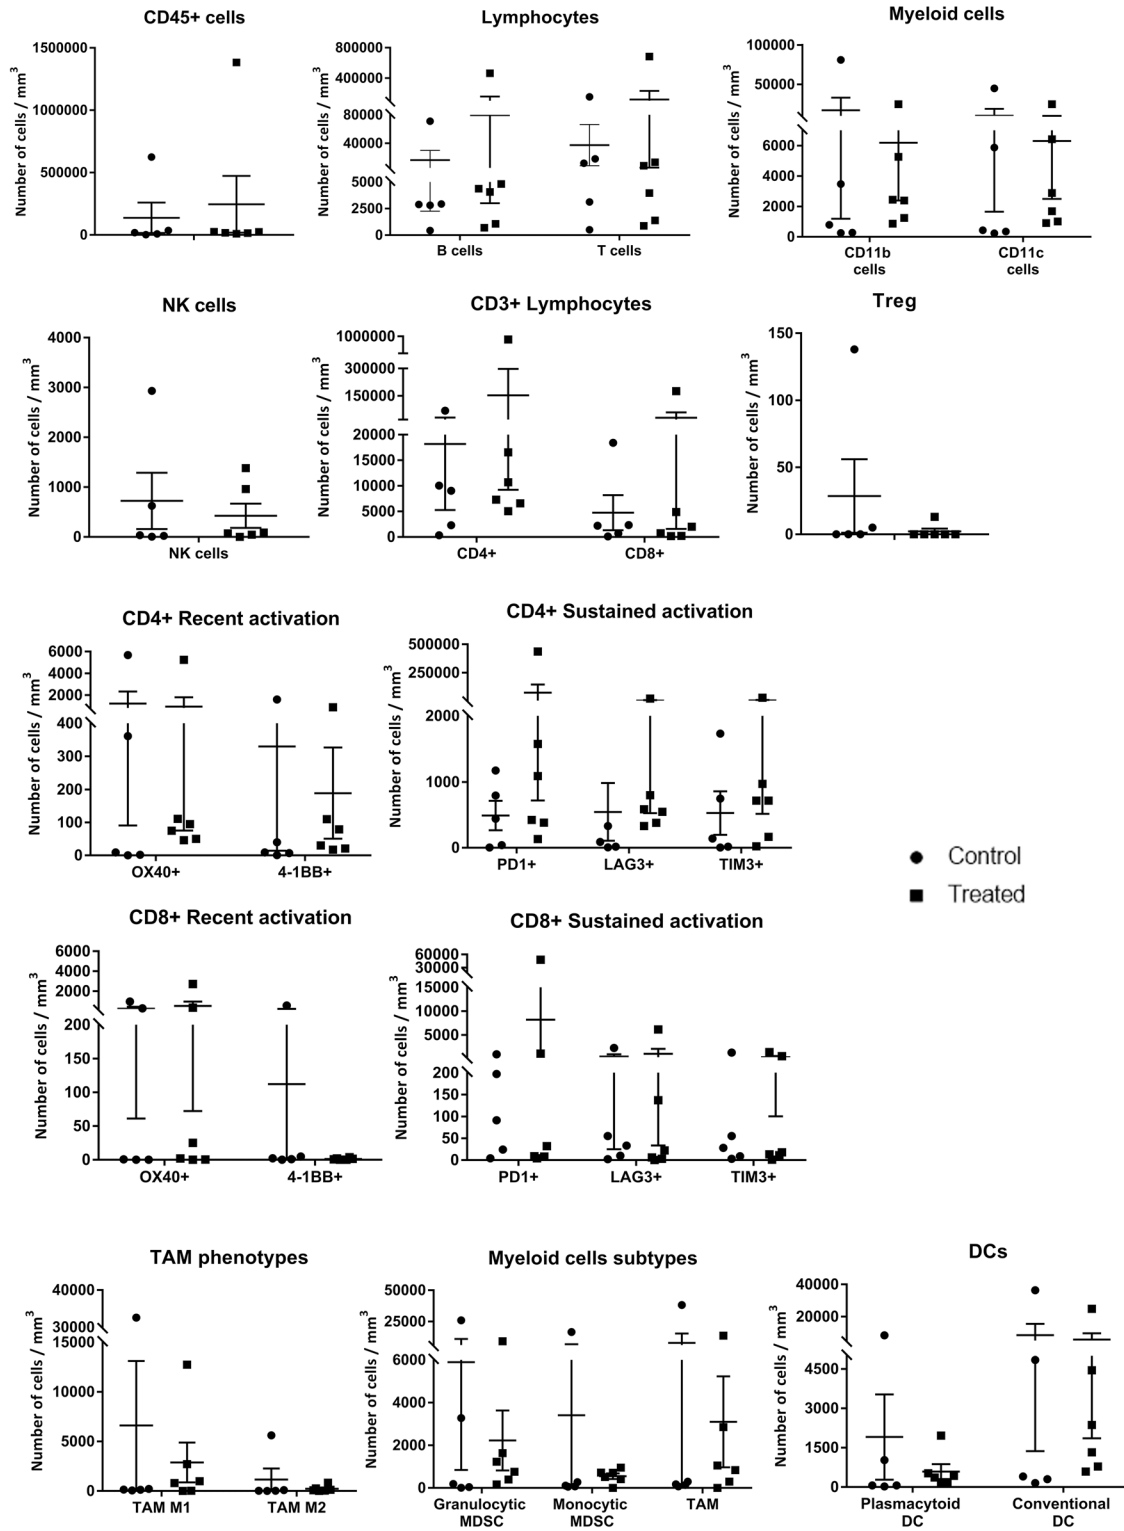 CD45+ cells
Number of cells / mm3
1500000
1000000
500000
0
Lymphocytes
Number of cells / mm3
800000
400000
80000
40000
5000
2500
0
B cells
T cells
Myeloid cells
Number of cells / mm3
100000
50000
6000
4000
2000
0
CD11b
cells
CD11c
cells
NK cells
Number of cells / mm3
4000
3000
2000
1000
0
NK cells
CD3+ Lymphocytes
Number of cells / mm3
1000000
300000
150000
20000
15000
10000
5000
0
CD4+
CD8+
Treg
Number of cells / mm3
150
100
50
0
CD4+ Recent activation
Number of cells / mm3
6000
4000
2000
400
300
200
100
0
OX40+
4-1BB+
CD4+ Sustained activation
Number of cells / mm3
500000
250000
2000
1000
0
PD1+
LAG3+
TIM3+
Control
Treated
CD8+ Recent activation
Number of cells / mm3
6000
4000
2000
200
150
100
50
0
OX40+
4-1BB+
CD8+ Sustained activation
Number of cells / mm3
60000
30000
15000
10000
5000
200
150
100
50
0
PD1+
LAG3+
TIM3+
TAM phenotypes
Number of cells / mm3
40000
30000
15000
10000
5000
0
TAM M1
TAM M2
Myeloid cells subtypes
Number of cells / mm3
50000
25000
6000
4000
2000
0
Granulocytic
MDSC
Monocytic
MDSC
TAM
DCs
Number of cells / mm3
40000
20000
4500
3000
1500
0
Plasmacytoid
DC
Conventional
DC